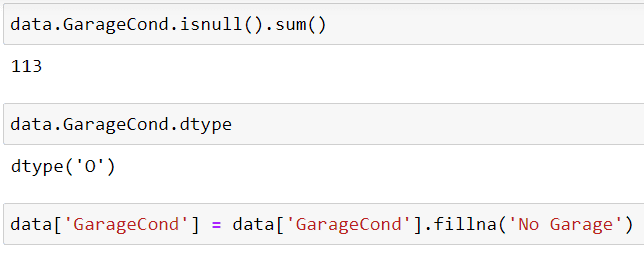 data.GarageCond.isnull().sum()
113
data.GarageCond.dtype
dtype('O')
data['GarageCond'] = data['GarageCond'].fillna('No Garage')